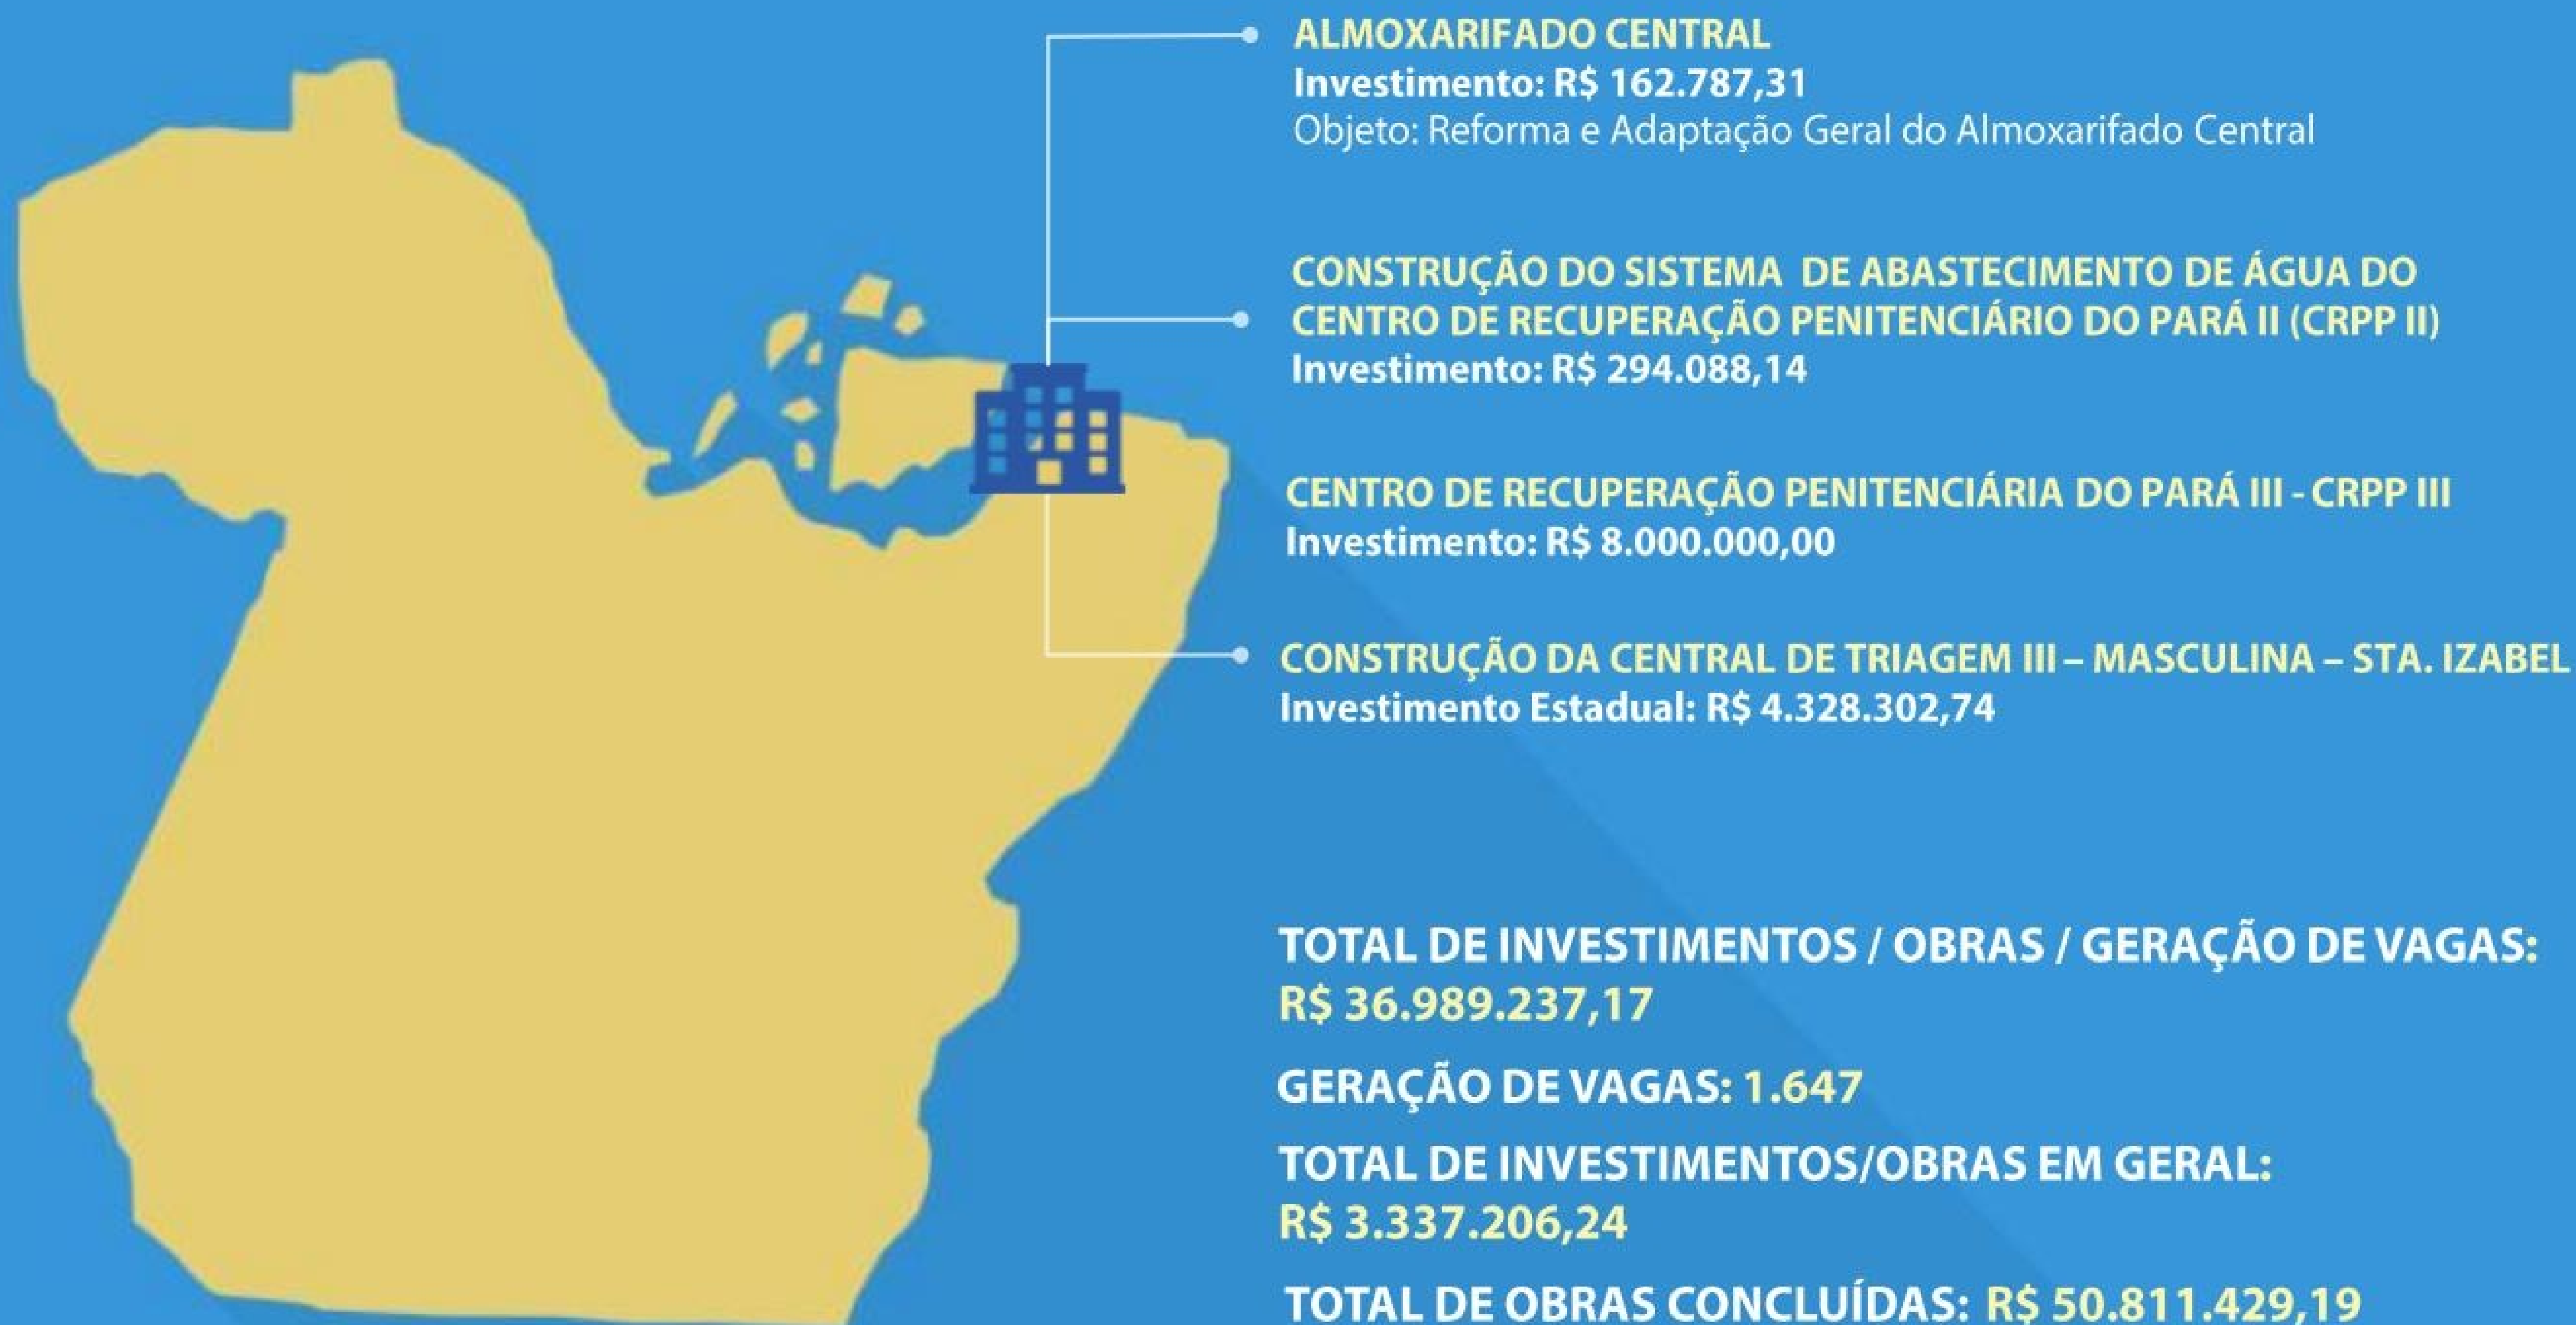 ALMOXARIFADO CENTRAL
Investimento: R$ 162.787,31
Objeto: Reforma e Adaptação Geral do Almoxarifado Central
CONSTRUÇÃO DO SISTEMA DE ABASTECIMENTO DE ÁGUA DO
CENTRO DE RECUPERAÇÃO PENITENCIÁRIO DO PARÁ II (CRPP II)
Investimento: R$ 294.088,14
CENTRO DE RECUPERAÇÃO PENITENCIÁRIA DO PARÁ III - CRPP III
Investimento: R$ 8.000.000,00
CONSTRUÇÃO DA CENTRAL DE TRIAGEM III – MASCULINA – STA. IZABEL
Investimento Estadual: R$ 4.328.302,74
TOTAL DE INVESTIMENTOS / OBRAS / GERAÇÃO DE VAGAS:
R$ 36.989.237,17
GERAÇÃO DE VAGAS: 1.647
TOTAL DE INVESTIMENTOS/OBRAS EM GERAL:
R$ 3.337.206,24
TOTAL DE OBRAS CONCLUÍDAS: R$ 50.811.429,19